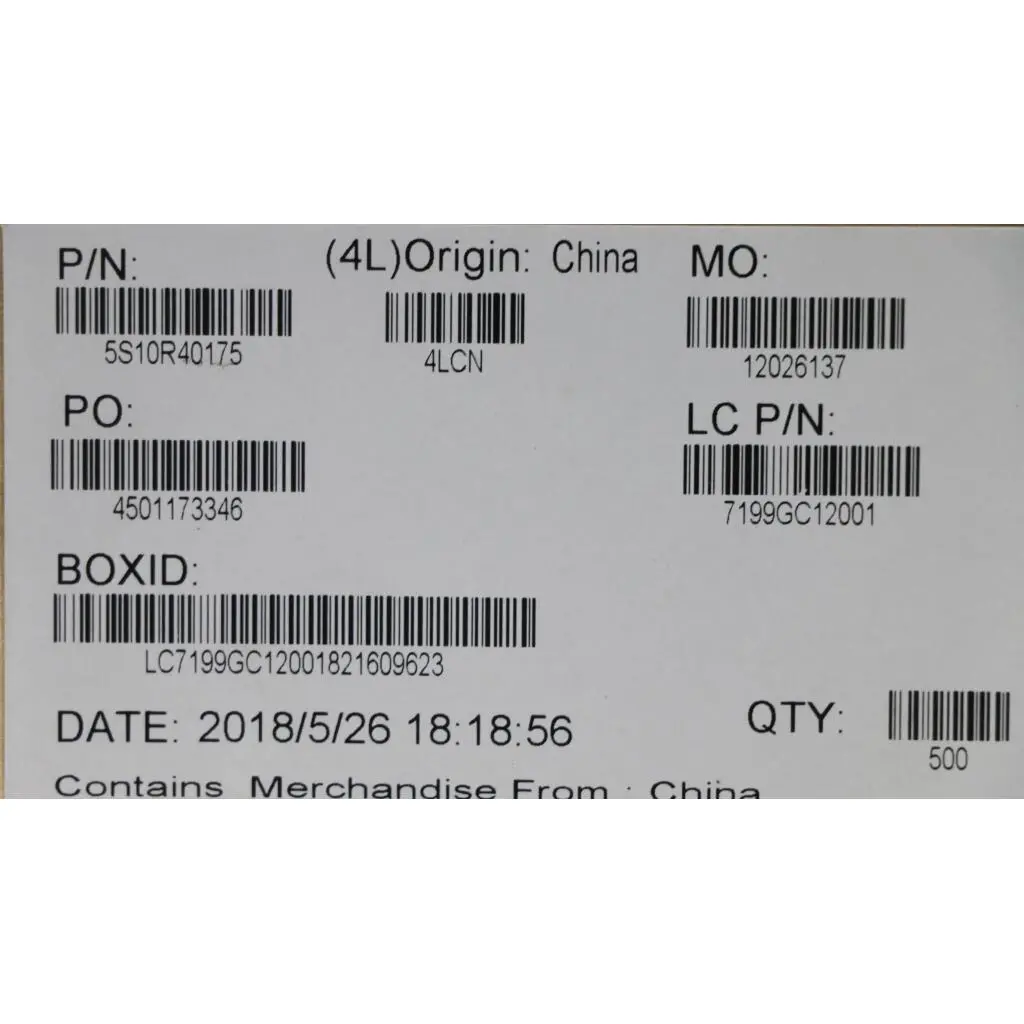 P/N: (4L)Origin: China MO:
5S10R40175 4LCN 12026137
PO: LC P/N:
4501173346 7199GC12001
BOXID:
LC7199GC12001821609623
DATE: 2018/5/26 18:18:56 QTY:
500
Contains Merchandise From : China